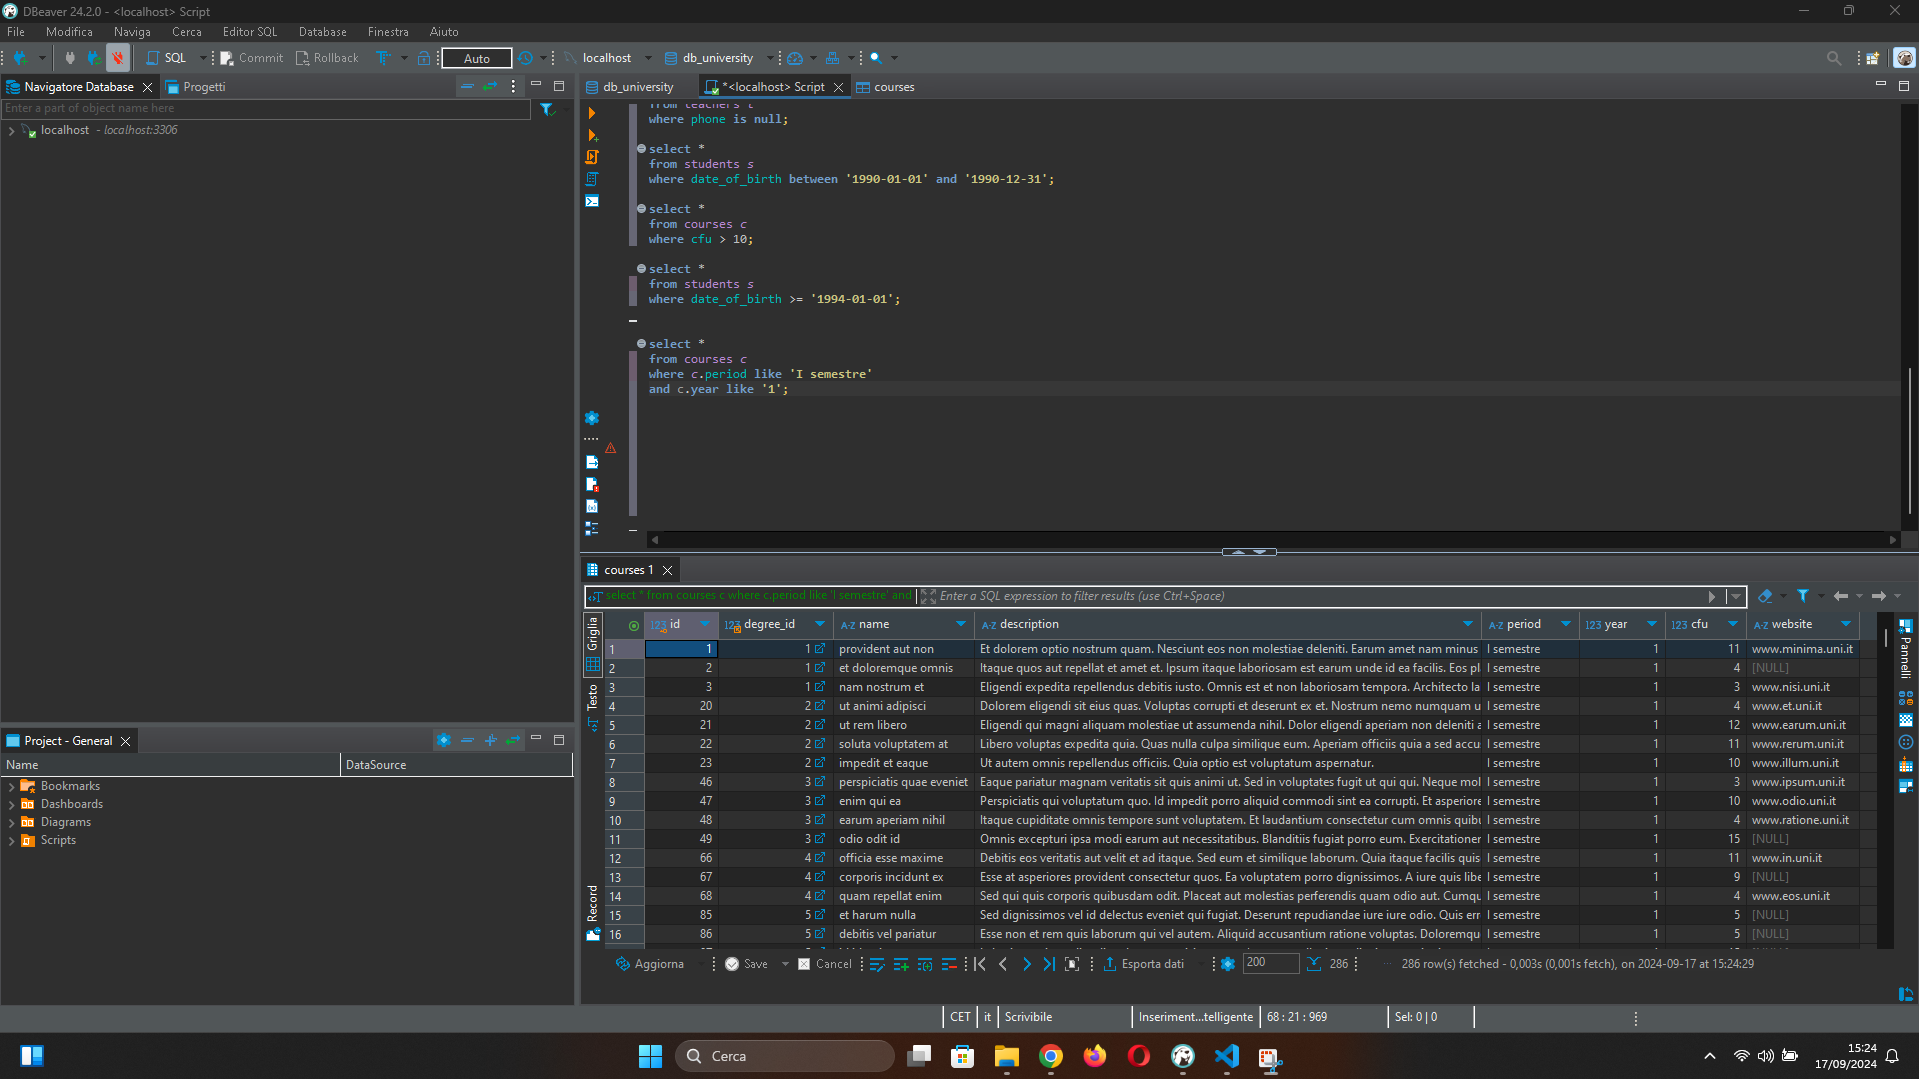 DBeaver 24.2.0 - <localhost> Script
File Modifica Naviga Cerca Editor SQL Database Finestra Aiuto
SQL Commit Rollback Auto localhost db_university
Navigatore Database Progetti
Enter a part of object name here
localhost - localhost:3306
db_university *<localhost> Script courses
from teachers t
where phone is null;
select *
from students s
where date_of_birth between '1990-01-01' and '1990-12-31';
select *
from courses c
where cfu > 10;
select *
from students s
where date_of_birth >= '1994-01-01';
select *
from courses c
where c.period like 'I semestre'
and c.year like '1';
Project - General
Name DataSource
Bookmarks
Dashboards
Diagrams
Scripts
courses 1
select * from courses c where c.period like 'I semestre' and Enter a SQL expression to filter results (use Ctrl+Space)
Griglia
Testo
Record
Pannelli
123 id 123 degree_id A-Z name A-Z description A-Z period 123 year 123 cfu A-Z website
1 1 1 provident aut non Et dolorem optio nostrum quam. Nesciunt eos non molestiae deleniti. Earum amet nam minus I semestre 1 11 www.minima.uni.it
2 2 1 et doloremque omnis Itaque quos aut repellat et amet et. Ipsum itaque laboriosam est earum unde id ea facilis. Eos pl I semestre 1 4 [NULL]
3 3 1 nam nostrum et Eligendi expedita repellendus debitis iusto. Omnis est et non laboriosam tempora. Architecto la I semestre 1 3 www.nisi.uni.it
4 20 2 ut animi adipisci Dolorem eligendi sit eius quas. Voluptas corrupti et deserunt ex et. Nostrum nemo numquam u I semestre 1 4 www.et.uni.it
5 21 2 ut rem libero Eligendi qui magni aliquam molestiae ut assumenda nihil. Dolor eligendi aperiam non deleniti a I semestre 1 12 www.earum.uni.it
6 22 2 soluta voluptatem at Libero voluptas expedita quia. Quas nulla culpa similique eum. Aperiam officiis quia a sed accus I semestre 1 11 www.rerum.uni.it
7 23 2 impedit et eaque Ut autem omnis repellendus officiis. Quia optio est voluptatum aspernatur. I semestre 1 10 www.illum.uni.it
8 46 3 perspiciatis quae eveniet Eaque pariatur magnam veritatis sit quis animi ut. Sed in voluptates fugit ut qui qui. Neque mol I semestre 1 3 www.ipsum.uni.it
9 47 3 enim qui ea Perspiciatis qui voluptatum quo. Id impedit porro aliquid commodi sint ea corrupti. Et asperiore I semestre 1 10 www.odio.uni.it
10 48 3 earum aperiam nihil Itaque cupiditate omnis tempore sunt voluptatem. Et laudantium consectetur cum omnis quibu I semestre 1 4 www.ratione.uni.it
11 49 3 odio odit id Omnis excepturi ipsa modi earum aut necessitatibus. Blanditiis fugiat porro eum. Exercitationer I semestre 1 15 [NULL]
12 66 4 officia esse maxime Debitis eos veritatis aut velit et ad itaque. Sed eum et similique laborum. Quia itaque facilis quis I semestre 1 11 www.in.uni.it
13 67 4 corporis incidunt ex Esse at asperiores provident consectetur quos. Ea voluptatem porro dignissimos. A iure quis libe I semestre 1 9 [NULL]
14 68 4 quam repellat enim Sed qui quis corporis quibusdam odit. Placeat aut molestias perferendis quam odio aut. Cumqu I semestre 1 4 www.eos.uni.it
15 85 5 et harum nulla Sed dignissimos vel id delectus eveniet qui fugiat. Deserunt repudiandae iure iure odio. Quis err I semestre 1 5 [NULL]
16 86 5 debitis vel pariatur Esse non et rem quis laborum qui vel autem. Aliquid accusantium ratione voluptas. Doloremqu I semestre 1 5 [NULL]
Aggiorna Save Cancel Esporta dati 200 286 286 row(s) fetched - 0,003s (0,001s fetch), on 2024-09-17 at 15:24:29
CET it Scrivibile Inseriment...telligente 68 : 21 : 969 Sel: 0 | 0
Cerca
15:24
17/09/2024